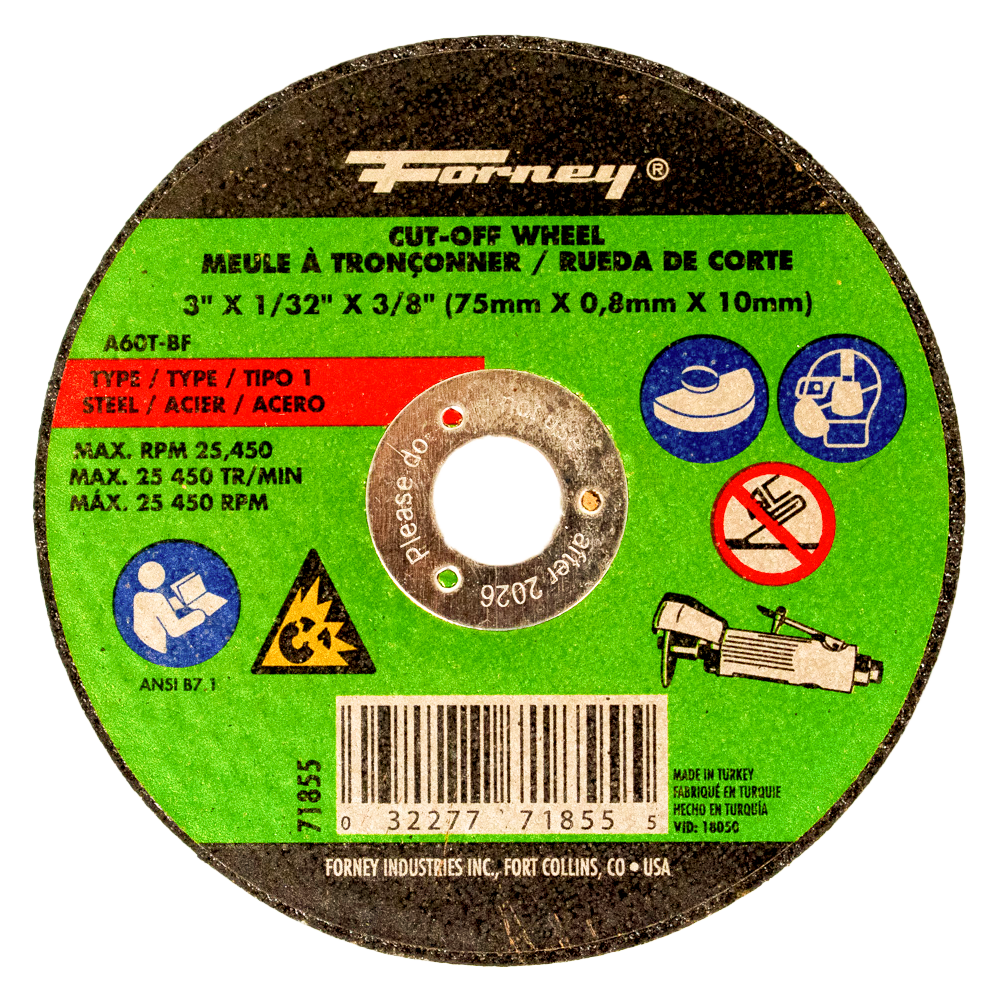 Forney®
CUT-OFF WHEEL
MEULE À TRONÇONNER / RUEDA DE CORTE
3" X 1/32" X 3/8" (75mm X 0,8mm X 10mm)
A60T-BF
TYPE / TYPE / TIPO 1
STEEL / ACIER / ACERO
MAX. RPM 25,450
MAX. 25 450 TR/MIN
MÁX. 25 450 RPM
Please do
after 2026
ANSI B7.1
71855
0 32277 71855 5
MADE IN TURKEY
FABRIQUÉ EN TURQUIE
HECHO EN TURQUÍA
VID: 18050
FORNEY INDUSTRIES INC., FORT COLLINS, CO • USA